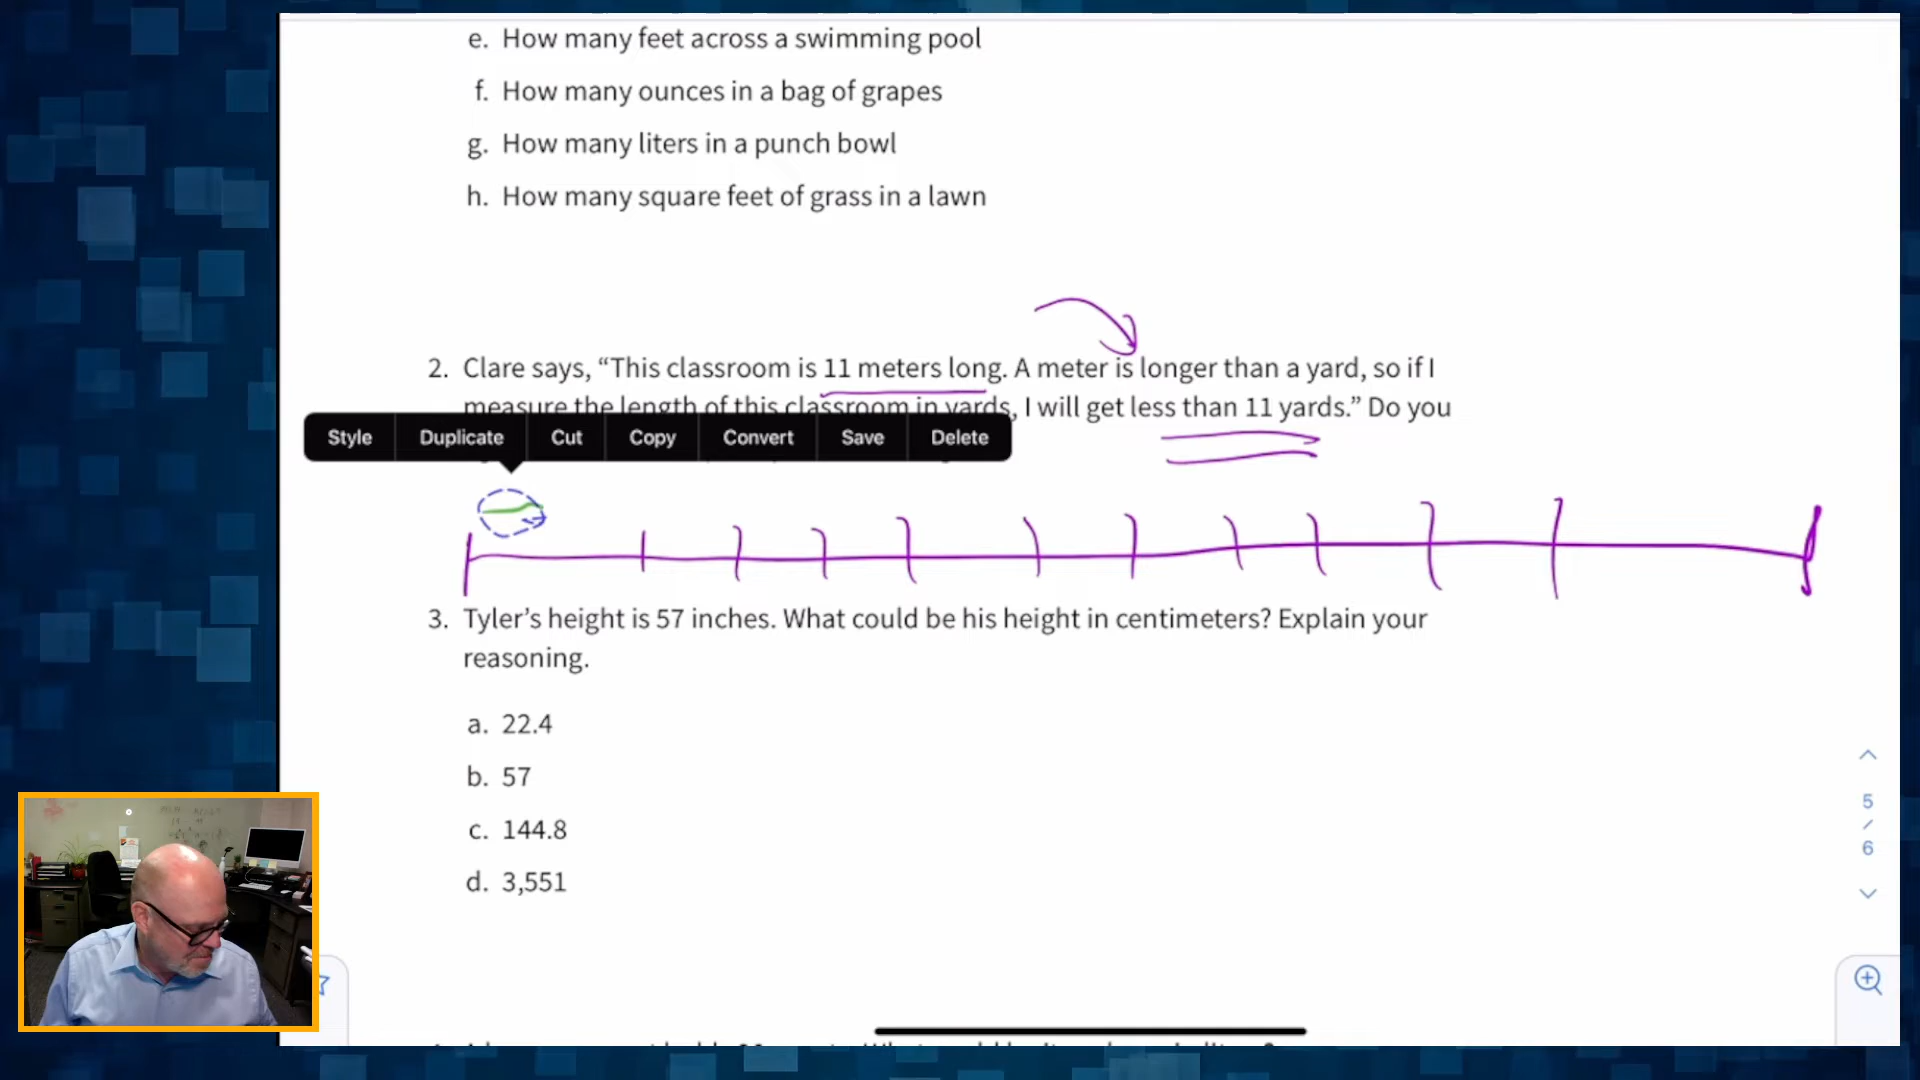 e. How many feet across a swimming pool
f. How many ounces in a bag of grapes
g. How many liters in a punch bowl
h. How many square feet of grass in a lawn
2. Clare says, “This classroom is 11 meters long. A meter is longer than a yard, so if I
measure the length of this classroom in yards, I will get less than 11 yards.” Do you
Style Duplicate Cut Copy Convert Save Delete
3. Tyler’s height is 57 inches. What could be his height in centimeters? Explain your
reasoning.
a. 22.4
b. 57
c. 144.8
d. 3,551
5
/
6